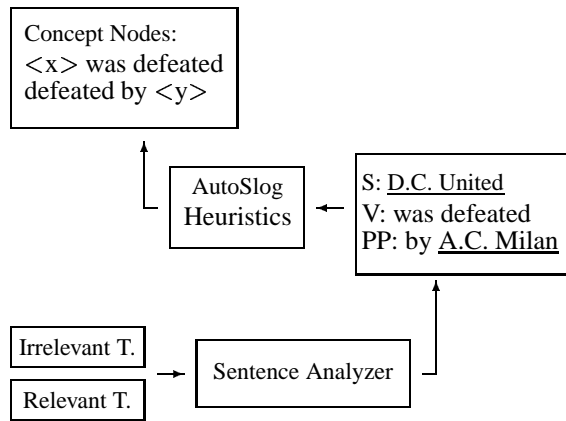 Concept Nodes:
<x> was defeated
defeated by <y>
AutoSlog
Heuristics
S: D.C. United
V: was defeated
PP: by A.C. Milan
Irrelevant T.
Relevant T.
Sentence Analyzer